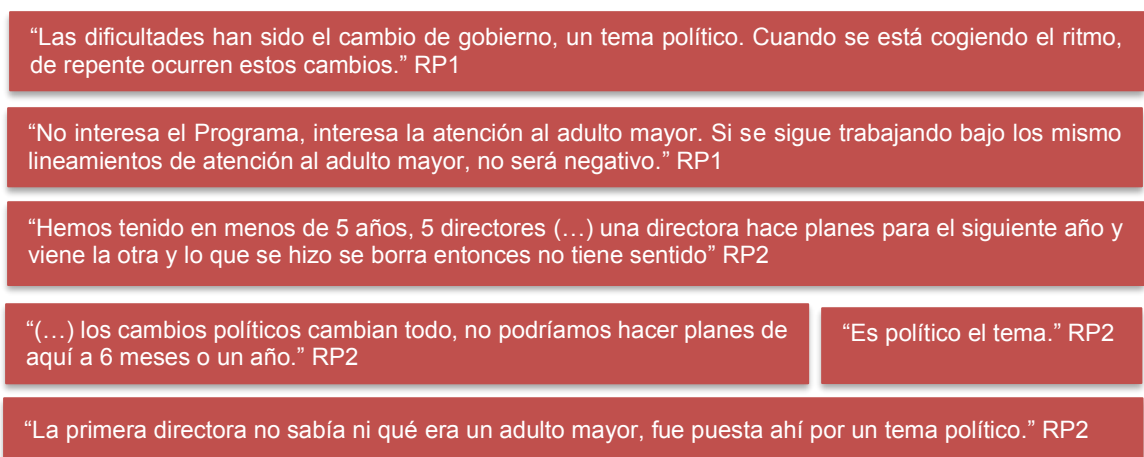 “Las dificultades han sido el cambio de gobierno, un tema político. Cuando se está cogiendo el ritmo,
de repente ocurren estos cambios.” RP1
“No interesa el Programa, interesa la atención al adulto mayor. Si se sigue trabajando bajo los mismo
lineamientos de atención al adulto mayor, no será negativo.” RP1
“Hemos tenido en menos de 5 años, 5 directores (…) una directora hace planes para el siguiente año y
viene la otra y lo que se hizo se borra entonces no tiene sentido” RP2
“(…) los cambios políticos cambian todo, no podríamos hacer planes de
aquí a 6 meses o un año.” RP2
“Es político el tema.” RP2
“La primera directora no sabía ni qué era un adulto mayor, fue puesta ahí por un tema político.” RP2